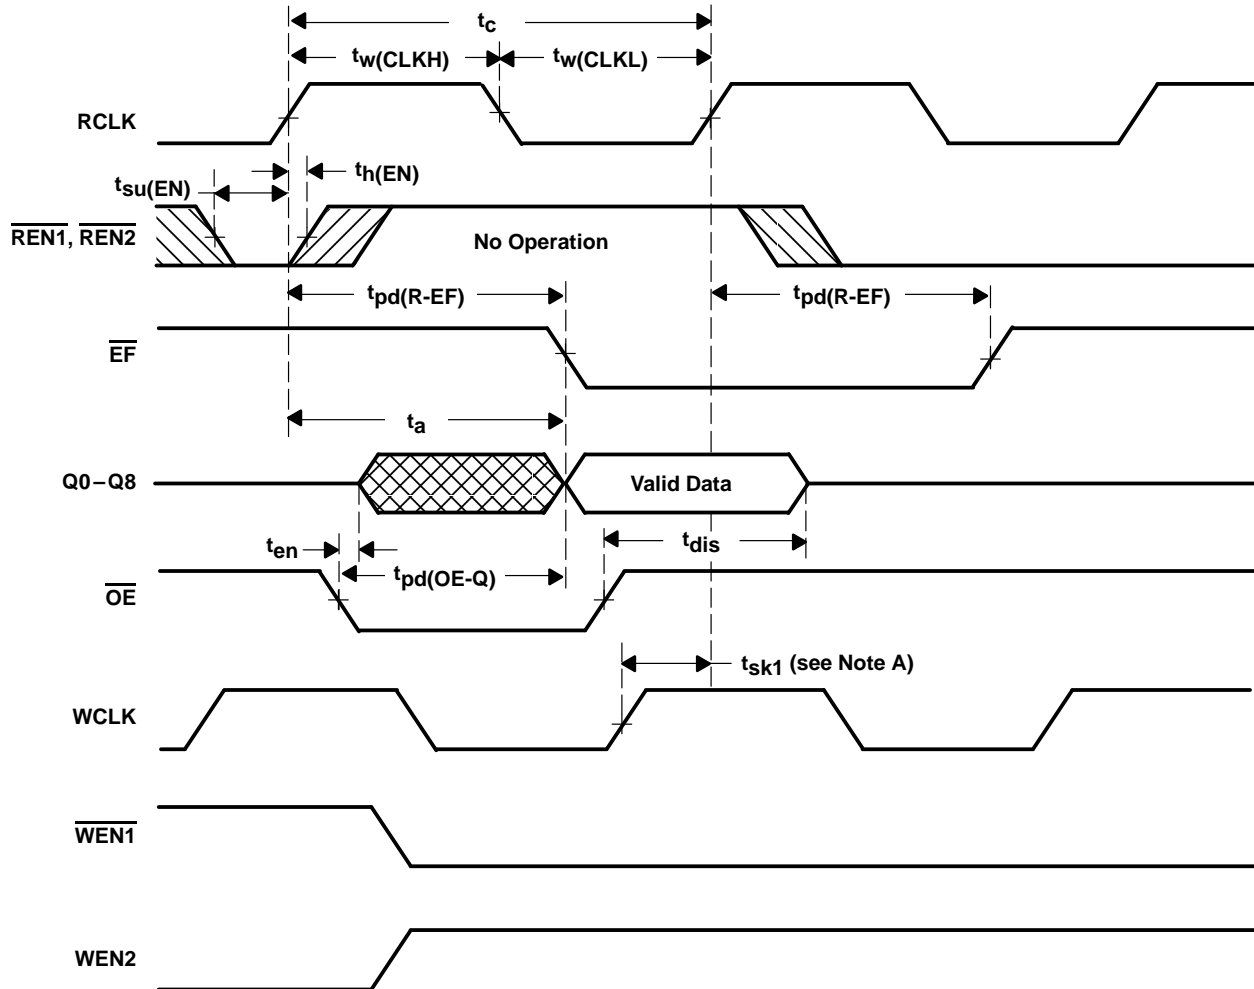 tc
tw(CLKH) tw(CLKL)
RCLK
tsu(EN) th(EN)
REN1, REN2
No Operation
tpd(R-EF) tpd(R-EF)
EF
ta
Q0–Q8
Valid Data
ten
tdis
tpd(OE-Q)
OE
tsk1 (see Note A)
WCLK
WEN1
WEN2